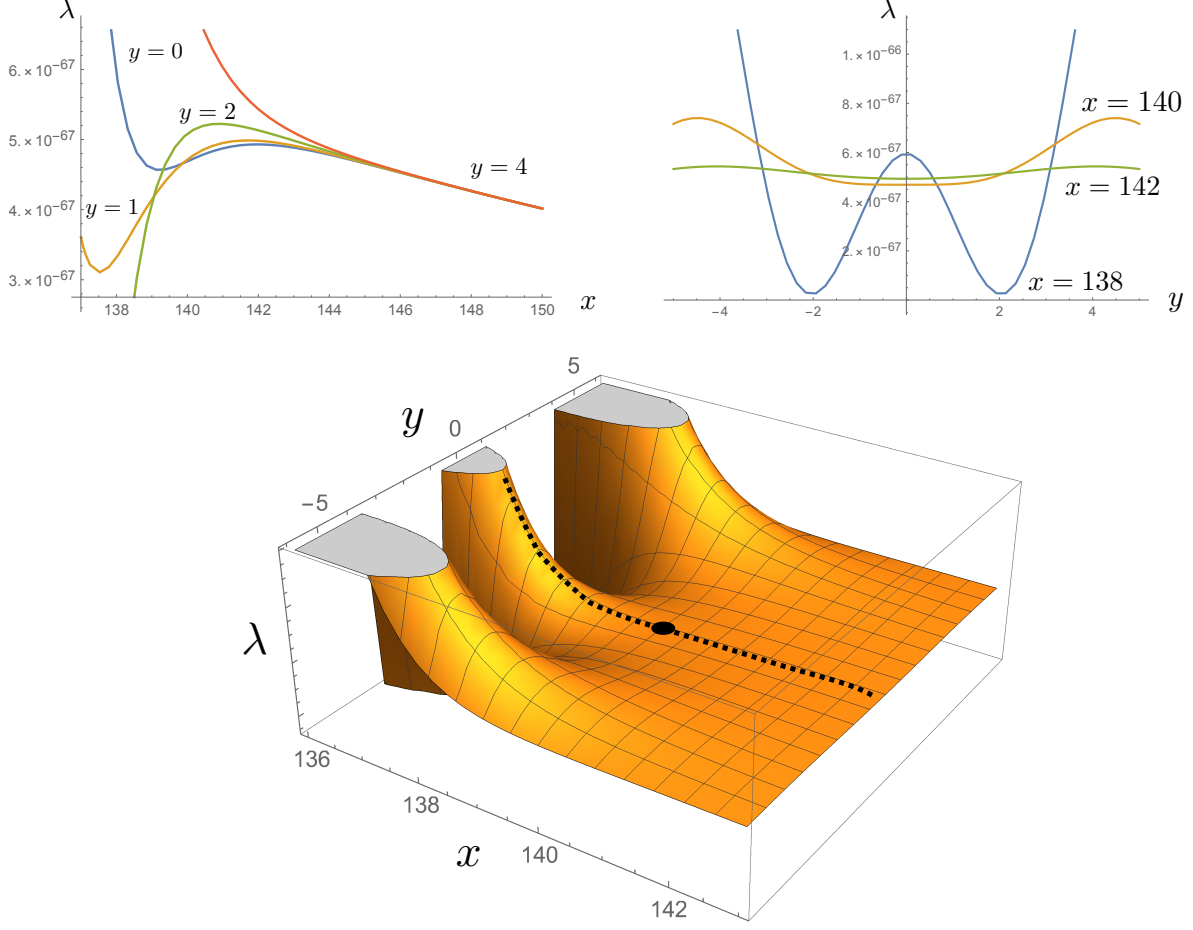 λ
6.×10⁻⁶⁷
5.×10⁻⁶⁷
4.×10⁻⁶⁷
3.×10⁻⁶⁷
y = 0
y = 2
y = 1
y = 4
138 140 142 144 146 148 150
x
λ
1.×10⁻⁶⁶
8.×10⁻⁶⁷
6.×10⁻⁶⁷
4.×10⁻⁶⁷
2.×10⁻⁶⁷
x = 140
x = 142
x = 138
−4 −2 2 4
y
5
y
0
−5
λ
136
138
x
140
142